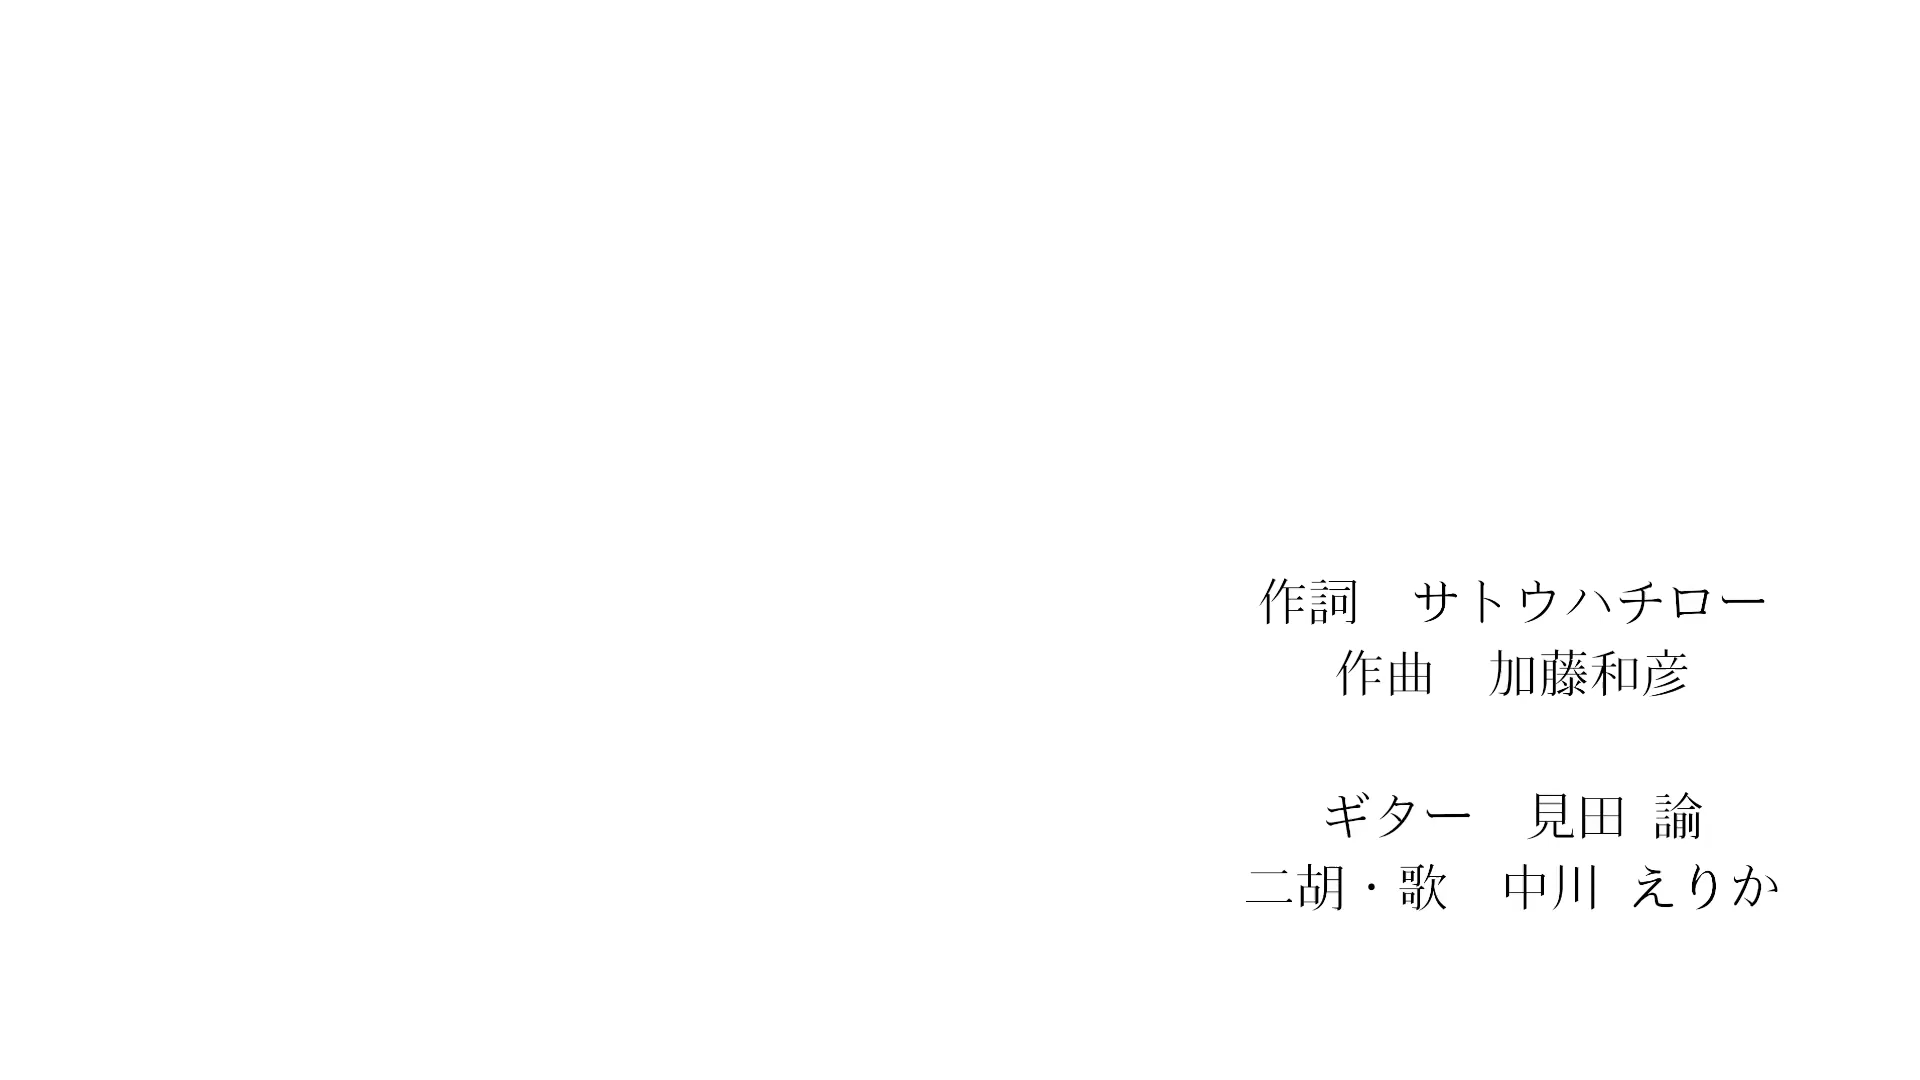 作詞　サトウハチロー
作曲　加藤和彦
ギター　見田 諭
二胡・歌　中川 えりか